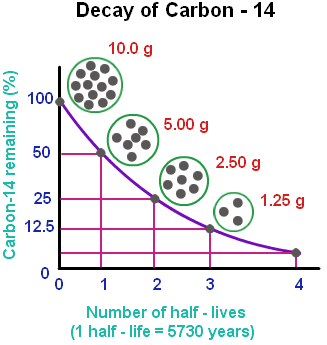 Decay of Carbon - 14
10.0 g
5.00 g
2.50 g
1.25 g
Carbon-14 remaining (%)
100
50
25
12.5
0
0 1 2 3 4
Number of half - lives
(1 half - life = 5730 years)